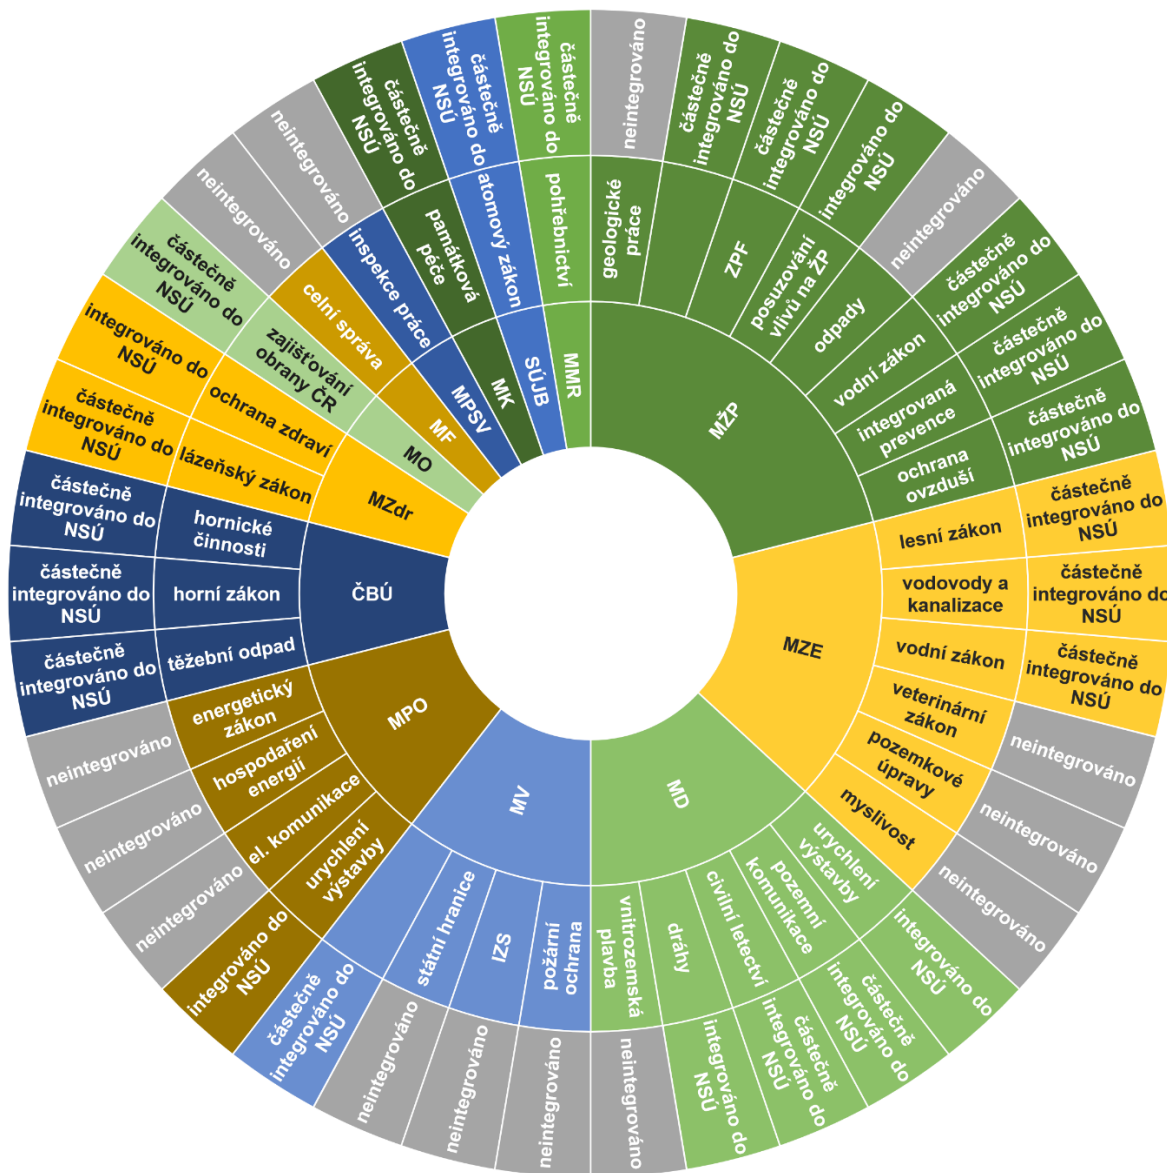 MŽP
geologické
práce
neintegrováno
částečně
integrováno do
NSÚ
ZPF
částečně
integrováno do
NSÚ
posuzování
vlivů na ŽP
integrováno do
NSÚ
odpady
neintegrováno
vodní zákon
částečně
integrováno do
NSÚ
integrovaná
prevence
částečně
integrováno do
NSÚ
ochrana
ovzduší
částečně
integrováno do
NSÚ
MZE
lesní zákon
částečně
integrováno do
NSÚ
vodovody a
kanalizace
částečně
integrováno do
NSÚ
vodní zákon
částečně
integrováno do
NSÚ
veterinární
zákon
neintegrováno
pozemkové
úpravy
neintegrováno
myslivost
neintegrováno
MD
urychlení
výstavby
integrováno do
NSÚ
pozemní
komunikace
částečně
integrováno do
NSÚ
civilní letectví
částečně
integrováno do
NSÚ
dráhy
integrováno do
NSÚ
vnitrozemská
plavba
neintegrováno
MV
požární
ochrana
neintegrováno
IZS
neintegrováno
státní hranice
neintegrováno
částečně
integrováno do
NSÚ
MPO
urychlení
výstavby
integrováno do
NSÚ
el. komunikace
neintegrováno
hospodaření
energií
neintegrováno
energetický
zákon
neintegrováno
ČBÚ
těžební odpad
částečně
integrováno do
NSÚ
horní zákon
částečně
integrováno do
NSÚ
hornické
činnosti
částečně
integrováno do
NSÚ
MZdr
lázeňský zákon
částečně
integrováno do
NSÚ
ochrana zdraví
integrováno do
NSÚ
MO
zajišťování
obrany ČR
částečně
integrováno do
NSÚ
MF
celní správa
neintegrováno
MPSV
inspekce práce
neintegrováno
MK
památková
péče
částečně
integrováno do
NSÚ
SÚJB
atomový zákon
částečně
integrováno do
NSÚ
MMR
pohřebnictví
částečně
integrováno do
NSÚ